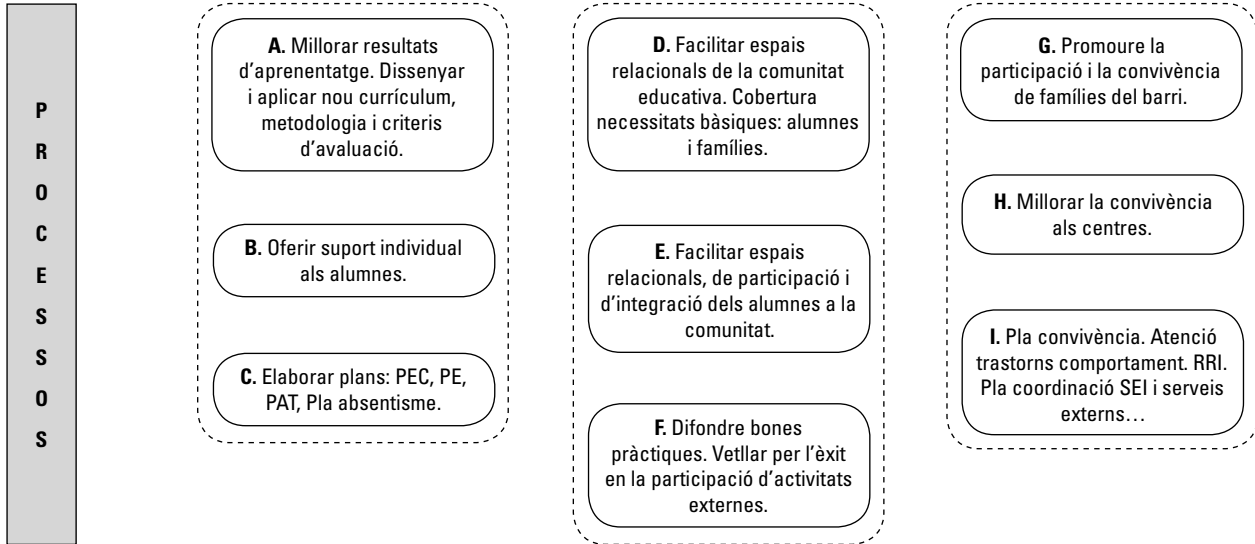 PROCESSOS
A. Millorar resultats
d'aprenentatge. Dissenyar
i aplicar nou currículum,
metodologia i criteris
d'avaluació.
B. Oferir suport individual
als alumnes.
C. Elaborar plans: PEC, PE,
PAT, Pla absentisme.
D. Facilitar espais
relacionals de la comunitat
educativa. Cobertura
necessitats bàsiques: alumnes
i famílies.
E. Facilitar espais
relacionals, de participació i
d'integració dels alumnes a la
comunitat.
F. Difondre bones
pràctiques. Vetllar per l'èxit
en la participació d'activitats
externes.
G. Promoure la
participació i la convivència
de famílies del barri.
H. Millorar la convivència
als centres.
I. Pla convivència. Atenció
trastorns comportament. RRI.
Pla coordinació SEI i serveis
externs…